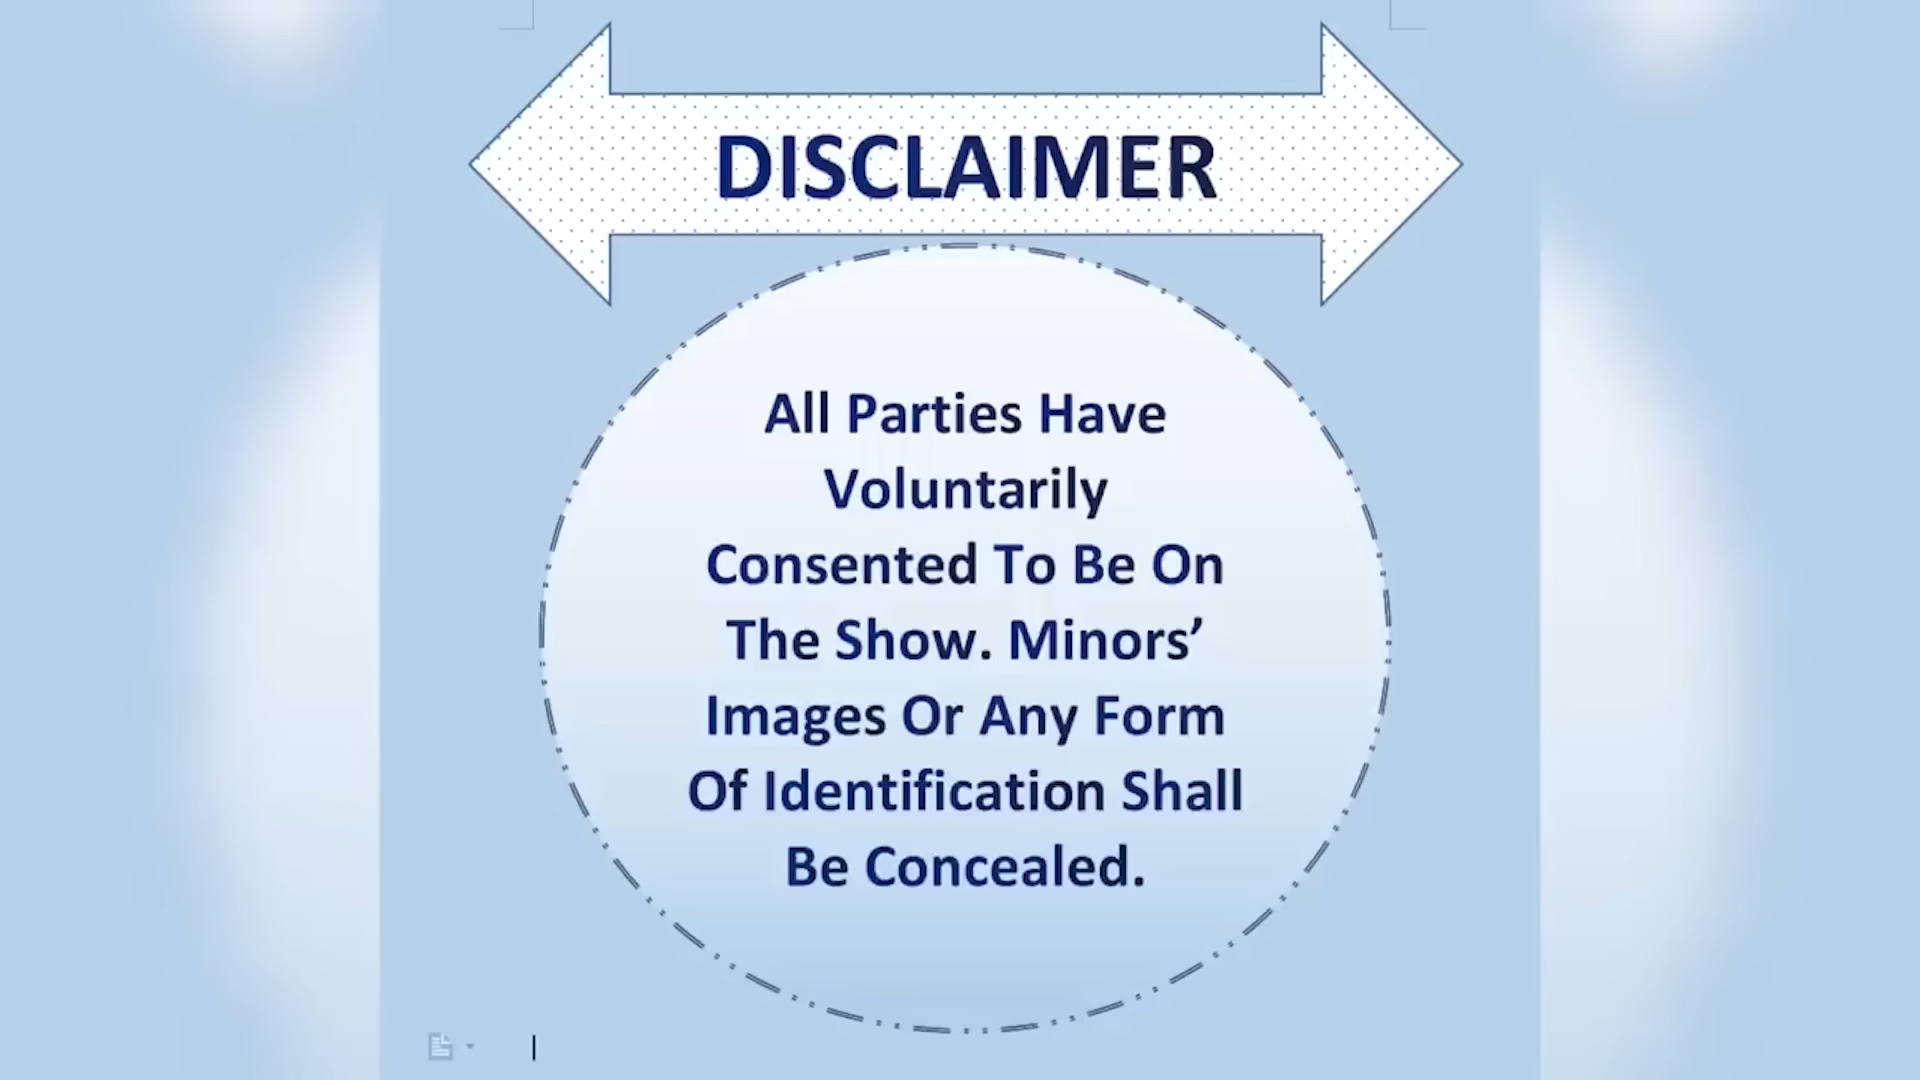 DISCLAIMER
All Parties Have
Voluntarily
Consented To Be On
The Show. Minors’
Images Or Any Form
Of Identification Shall
Be Concealed.